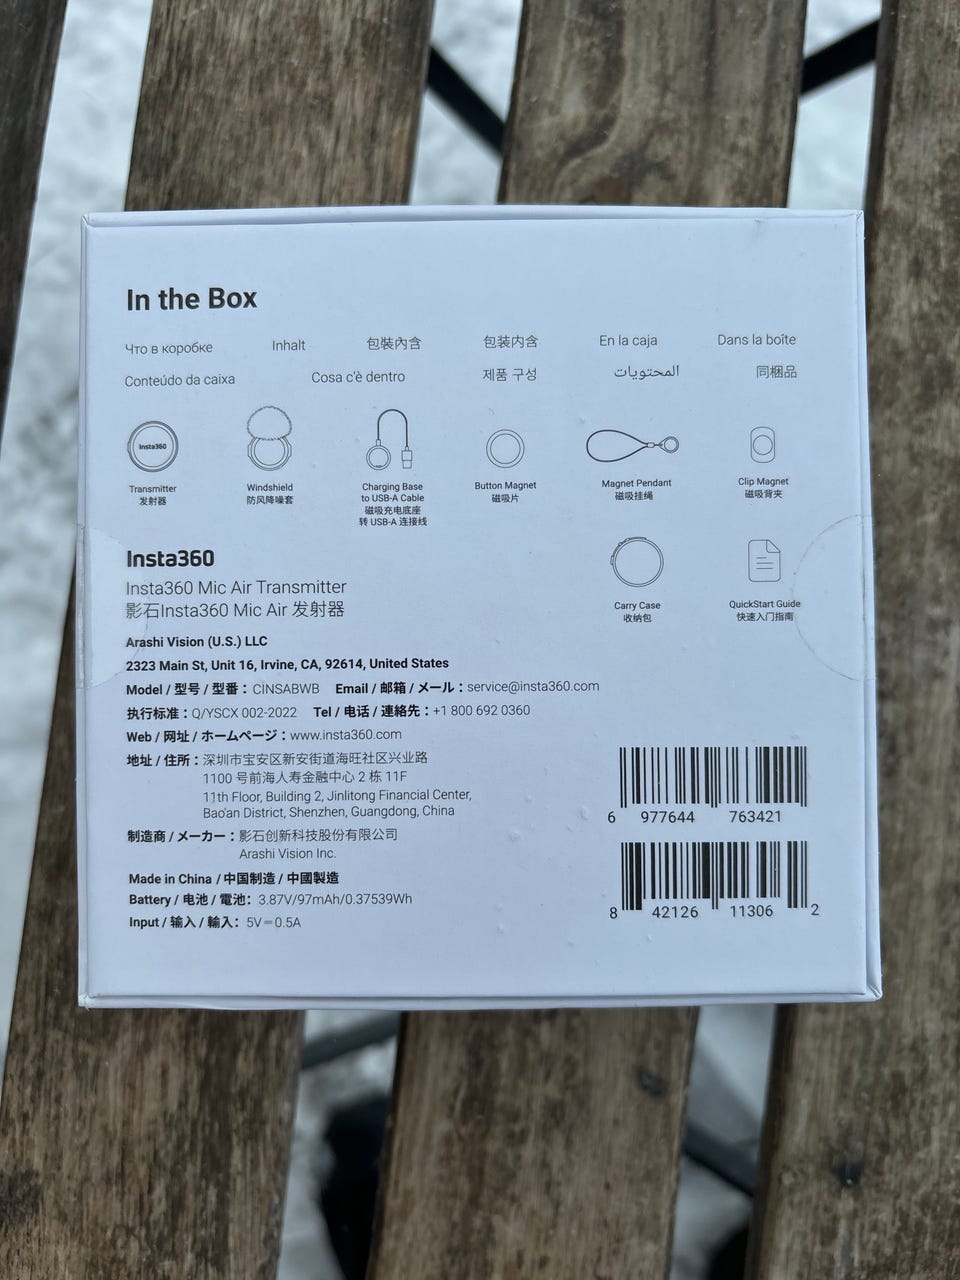 In the Box
Что в коробке Inhalt 包裝內含 包装内含 En la caja Dans la boîte
Conteúdo da caixa Cosa c'è dentro 제품 구성 المحتويات 同梱品
Insta360
Transmitter
发射器
Windshield
防风降噪套
Charging Base
to USB-A Cable
磁吸充电底座
转 USB-A 连接线
Button Magnet
磁吸片
Magnet Pendant
磁吸挂绳
Clip Magnet
磁吸背夹
Carry Case
收纳包
QuickStart Guide
快速入门指南
Insta360
Insta360 Mic Air Transmitter
影石Insta360 Mic Air 发射器
Arashi Vision (U.S.) LLC
2323 Main St, Unit 16, Irvine, CA, 92614, United States
Model / 型号 / 型番：CINSABWB Email / 邮箱 / メール：service@insta360.com
执行标准：Q/YSCX 002-2022 Tel / 电话 / 連絡先：+1 800 692 0360
Web / 网址 / ホームページ：www.insta360.com
地址 / 住所：深圳市宝安区新安街道海旺社区兴业路
1100 号前海人寿金融中心 2 栋 11F
11th Floor, Building 2, Jinlitong Financial Center,
Bao'an District, Shenzhen, Guangdong, China
制造商 / メーカー：影石创新科技股份有限公司
Arashi Vision Inc.
Made in China / 中国制造 / 中國製造
Battery / 电池 / 電池：3.87V/97mAh/0.37539Wh
Input / 输入 / 輸入：5V⎓0.5A
6 977644 763421
8 42126 11306 2